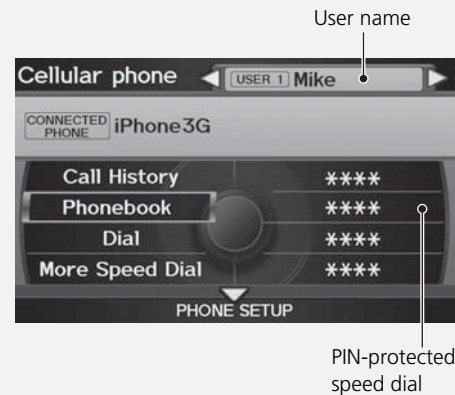 User name
Cellular phone USER 1 Mike
CONNECTED PHONE iPhone3G
Call History ****
Phonebook ****
Dial ****
More Speed Dial ****
PHONE SETUP
PIN-protected
speed dial